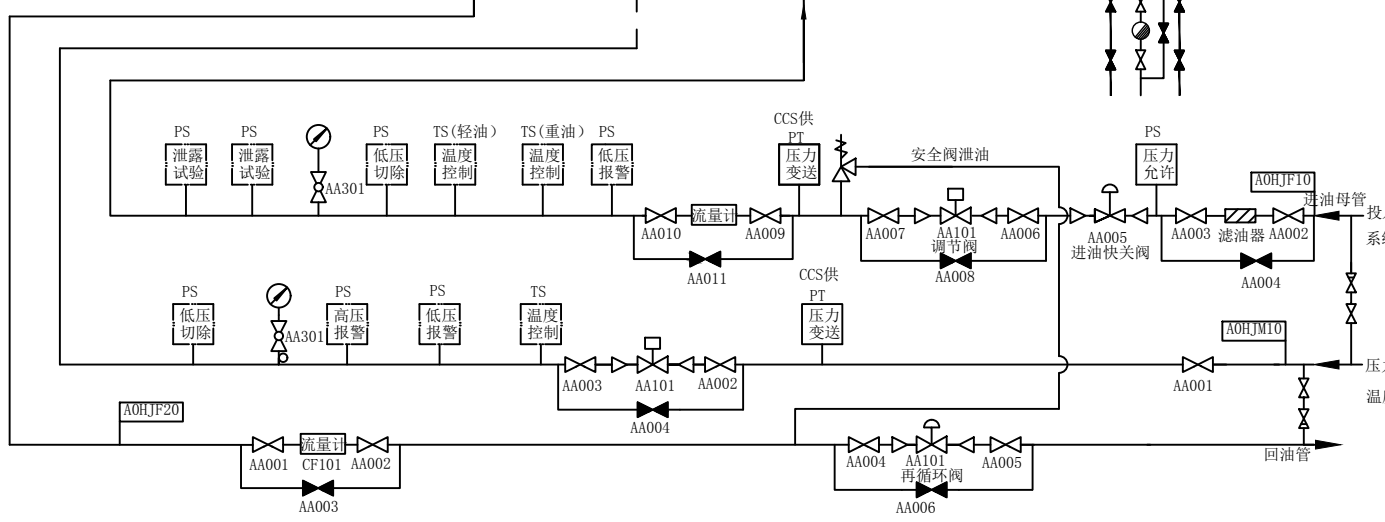 CCS供
PS
PS
PS
TS(轻油)
TS(重油)
PS
PT
PS
泄露
试验
泄露
试验
低压
切除
温度
控制
温度
控制
低压
报警
压力
变送
安全阀泄油
压力
允许
A0HJF10
AA301
进油母管
流量计
AA010
AA009
AA007
AA101
AA006
AA005
AA003
滤油器
AA002
调节阀
进油快关阀
AA011
AA008
AA004
CCS供
PS
PS
PS
TS
PT
低压
切除
AA301
高压
报警
低压
报警
温度
控制
压力
变送
A0HJM10
AA003
AA101
AA002
AA001
AA004
A0HJF20
流量计
AA001
CF101
AA002
AA004
AA101
AA005
回油管
再循环阀
AA003
AA006